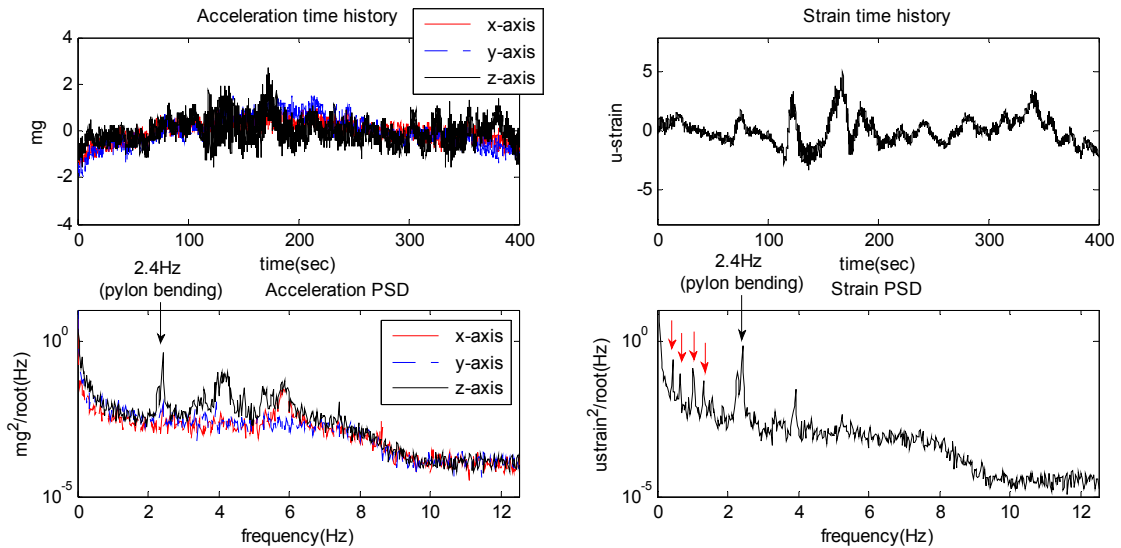 Acceleration time history
x-axis
y-axis
z-axis
4
2
0
-2
-4
mg
0 100 200 300 400
time(sec)
Strain time history
5
0
-5
u-strain
0 100 200 300 400
time(sec)
2.4Hz
(pylon bending)
Acceleration PSD
x-axis
y-axis
z-axis
10^0
10^-5
mg^2/root(Hz)
0 2 4 6 8 10 12
frequency(Hz)
2.4Hz
(pylon bending)
Strain PSD
10^0
10^-5
ustrain^2/root(Hz)
0 2 4 6 8 10 12
frequency(Hz)